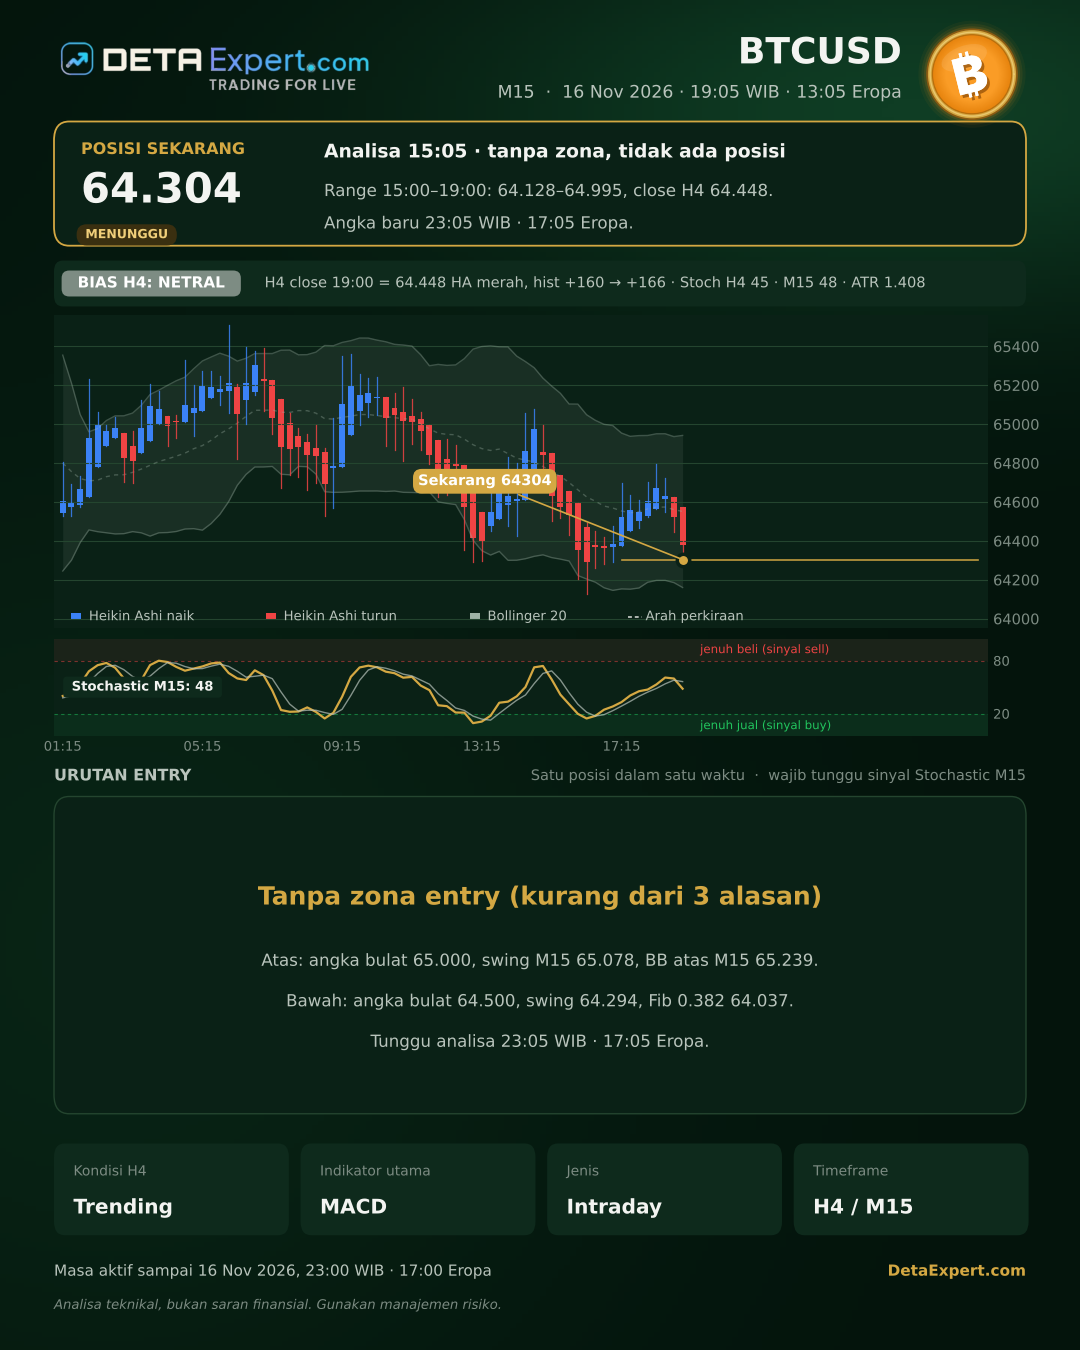 DETA Expert.com
TRADING FOR LIVE
BTCUSD
M15 · 16 Nov 2026 · 19:05 WIB · 13:05 Eropa
POSISI SEKARANG
64.304
MENUNGGU
Analisa 15:05 · tanpa zona, tidak ada posisi
Range 15:00–19:00: 64.128–64.995, close H4 64.448.
Angka baru 23:05 WIB · 17:05 Eropa.
BIAS H4: NETRAL
H4 close 19:00 = 64.448 HA merah, hist +160 → +166 · Stoch H4 45 · M15 48 · ATR 1.408
65400
65200
65000
64800
64600
64400
64200
64000
Sekarang 64304
Heikin Ashi naik
Heikin Ashi turun
Bollinger 20
Arah perkiraan
jenuh beli (sinyal sell)
80
Stochastic M15: 48
20
jenuh jual (sinyal buy)
01:15
05:15
09:15
13:15
17:15
URUTAN ENTRY
Satu posisi dalam satu waktu · wajib tunggu sinyal Stochastic M15
Tanpa zona entry (kurang dari 3 alasan)
Atas: angka bulat 65.000, swing M15 65.078, BB atas M15 65.239.
Bawah: angka bulat 64.500, swing 64.294, Fib 0.382 64.037.
Tunggu analisa 23:05 WIB · 17:05 Eropa.
Kondisi H4
Trending
Indikator utama
MACD
Jenis
Intraday
Timeframe
H4 / M15
Masa aktif sampai 16 Nov 2026, 23:00 WIB · 17:00 Eropa
DetaExpert.com
Analisa teknikal, bukan saran finansial. Gunakan manajemen risiko.